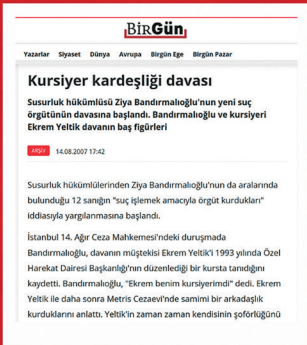 BirGün
Yazarlar Siyaset Dünya Avrupa Birgün Ege Birgün Pazar
Kursiyer kardeşliği davası
Susurluk hükümlüsü Ziya Bandırmalıoğlu'nun yeni suç
örgütünün davasına başlandı. Bandırmalıoğlu ve kursiyeri
Ekrem Yeltik davanın baş figürleri
ARŞİV 14.08.2007 17:42
Susurluk hükümlülerinden Ziya Bandırmalıoğlu'nun da aralarında
bulunduğu 12 sanığın "suç işlemek amacıyla örgüt kurdukları"
iddiasıyla yargılanmasına başlandı.
İstanbul 14. Ağır Ceza Mahkemesi'ndeki duruşmada
Bandırmalıoğlu, davanın müştekisi Ekrem Yeltik'i 1993 yılında Özel
Harekat Dairesi Başkanlığı'nın düzenlediği bir kursta tanıdığını
kaydetti. Bandırmalıoğlu, "Ekrem benim kursiyerimdi" dedi. Ekrem
Yeltik ile daha sonra Metris Cezaevi'nde samimi bir arkadaşlık
kurduklarını anlattı. Yeltik'in zaman zaman kendisinin şoförlüğünü